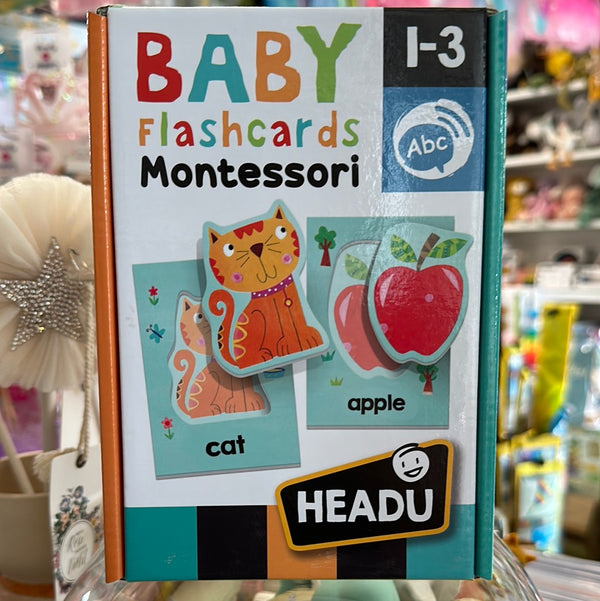 BABY
Flashcards
Montessori
1-3
Abc
cat
apple
HEADU